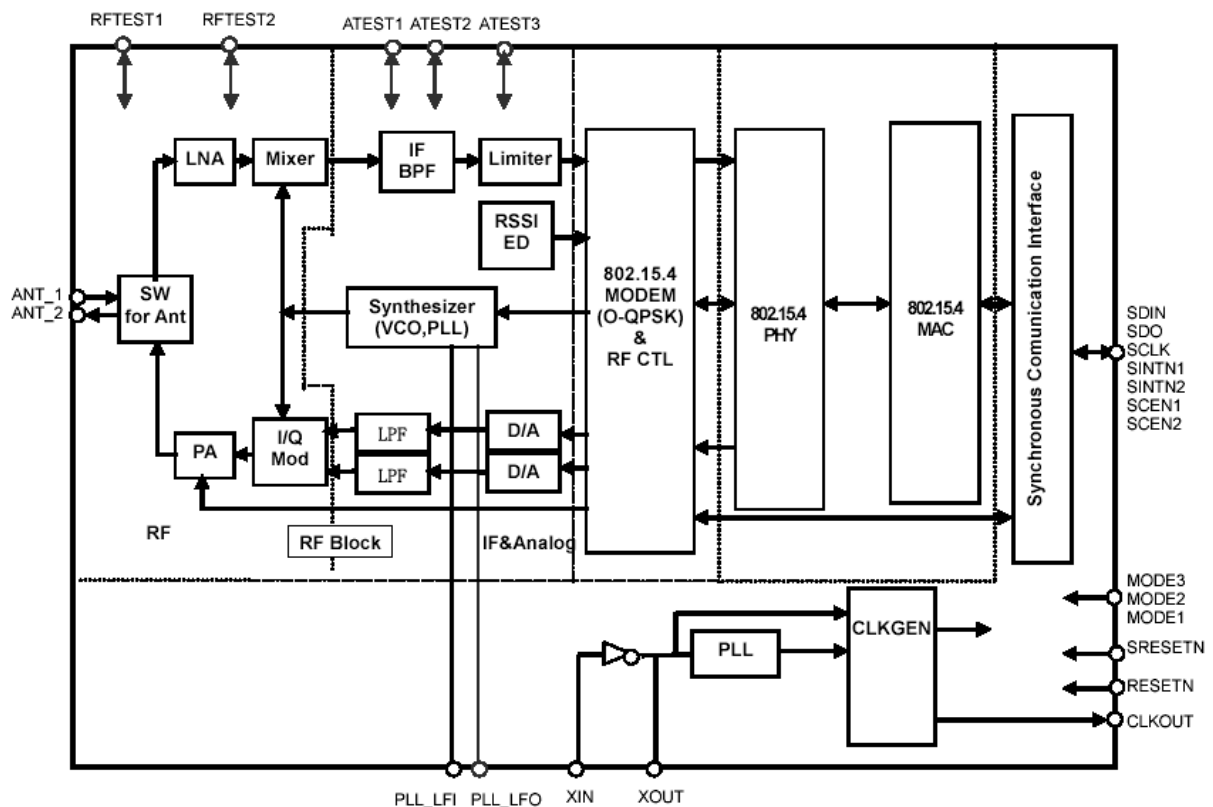 RFTEST1
RFTEST2
ATEST1
ATEST2
ATEST3
LNA
Mixer
IF
BPF
Limiter
RSSI
ED
ANT_1
ANT_2
SW
for Ant
Synthesizer
(VCO,PLL)
802.15.4
MODEM
(O-QPSK)
&
RF CTL
802.15.4
PHY
802.15.4
MAC
Synchronous Comunication Interface
SDIN
SDO
SCLK
SINTN1
SINTN2
SCEN1
SCEN2
PA
I/Q
Mod
LPF
LPF
D/A
D/A
RF
RF Block
IF&Analog
MODE3
MODE2
MODE1
SRESETN
RESETN
CLKOUT
PLL
CLKGEN
PLL_LFI
PLL_LFO
XIN
XOUT